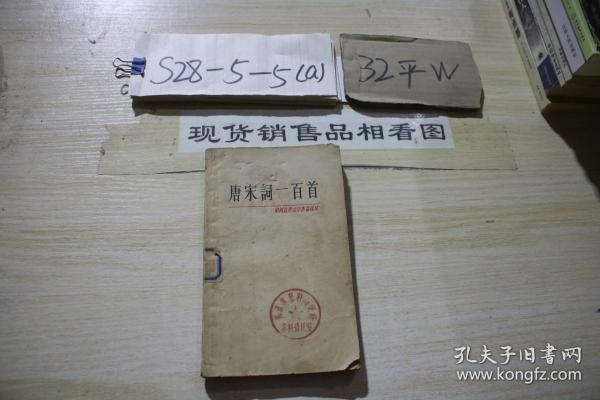 S28-5-5(a)
32平W
现货销售品相看图
唐宋詞一百首
孔夫子旧书网
www.kongfz.com